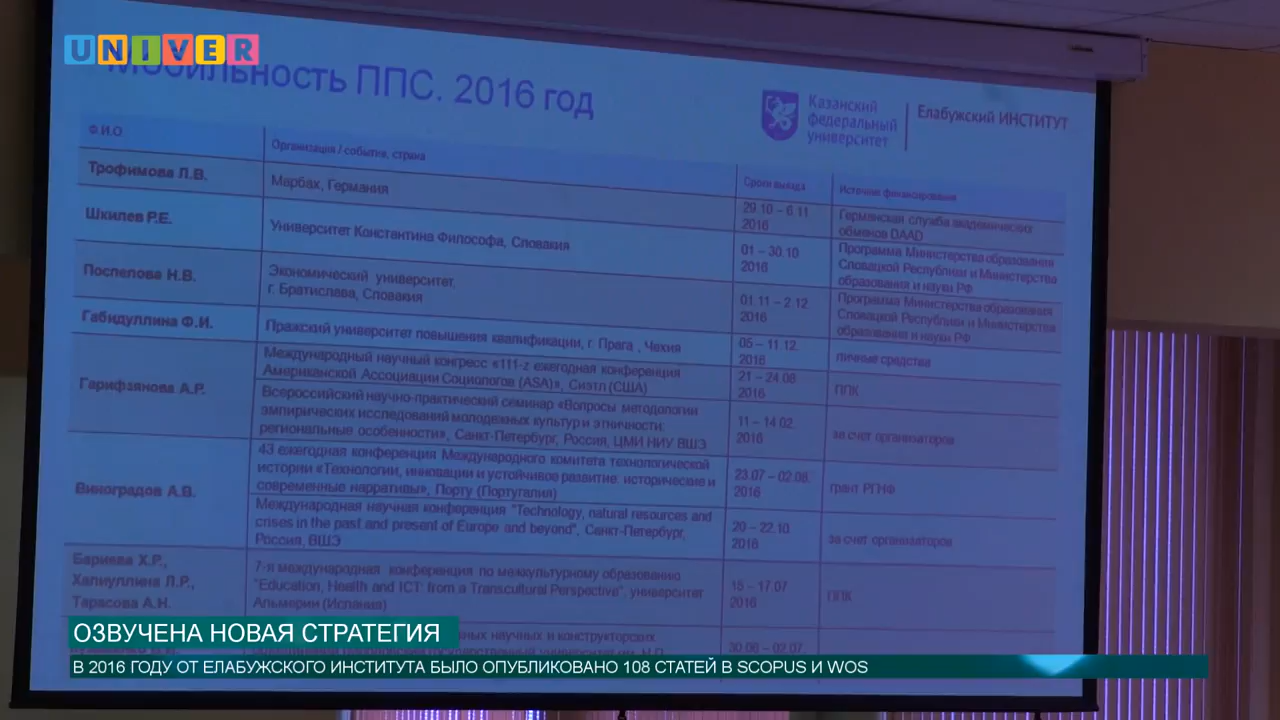 UNIVER
Мобильность ППС. 2016 год
Казанский
федеральный
университет
Елабужский ИНСТИТУТ
Ф.И.О.
Организация / событие, страна
Сроки выезда
Источник финансирования
Трофимова Л.В.
Марбах, Германия
29.10 – 6.11
2016
Германская служба академических
обменов DAAD
Шкилев Р.Е.
Университет Константина Философа, Словакия
01 – 30.10
2016
Программа Министерства образования
Словацкой Республики и Министерства
образования и науки РФ
Поспелова Н.В.
Экономический университет,
г. Братислава, Словакия
01.11 – 2.12.
2016
Программа Министерства образования
Словацкой Республики и Министерства
образования и науки РФ
Габидуллина Ф.И.
Пражский университет повышения квалификации, г. Прага , Чехия
05 – 11.12.
2016
личные средства
Гарифзянова А.Р.
Международный научный конгресс «111-z ежегодная конференция
Американской Ассоциации Социологов (ASA)», Сиэтл (США)
21 – 24.08.
2016
ППК
Всероссийский научно-практический семинар «Вопросы методологии
эмпирических исследований молодежных культур и этничности:
региональные особенности», Санкт-Петербург, Россия, ЦМИ НИУ ВШЭ
11 – 14.02.
2016
за счет организаторов
Виноградов А.В.
43 ежегодная конференция Международного комитета технологической
истории «Технологии, инновации и устойчивое развитие: исторические и
современные нарративы», Порту (Португалия)
23.07 – 02.08.
2016
грант РГНФ
Международная научная конференция "Technology, natural resources and
crises in the past and present of Europe and beyond", Санкт-Петербург,
Россия, ВШЭ
20 – 22.10.
2016
за счет организаторов
Бариева Х.Р.,
Халиуллина Л.Р.,
Тарасова А.Н.
7-я международная конференция по межкультурному образованию
"Education, Health and ICT: from a Transcultural Perspective", университет
Альмерии (Испания)
15 – 17.07
2016
ППК
научных и конструкторских
30.06 – 02.07.
ОЗВУЧЕНА НОВАЯ СТРАТЕГИЯ
В 2016 ГОДУ ОТ ЕЛАБУЖСКОГО ИНСТИТУТА БЫЛО ОПУБЛИКОВАНО 108 СТАТЕЙ В SCOPUS И WOS